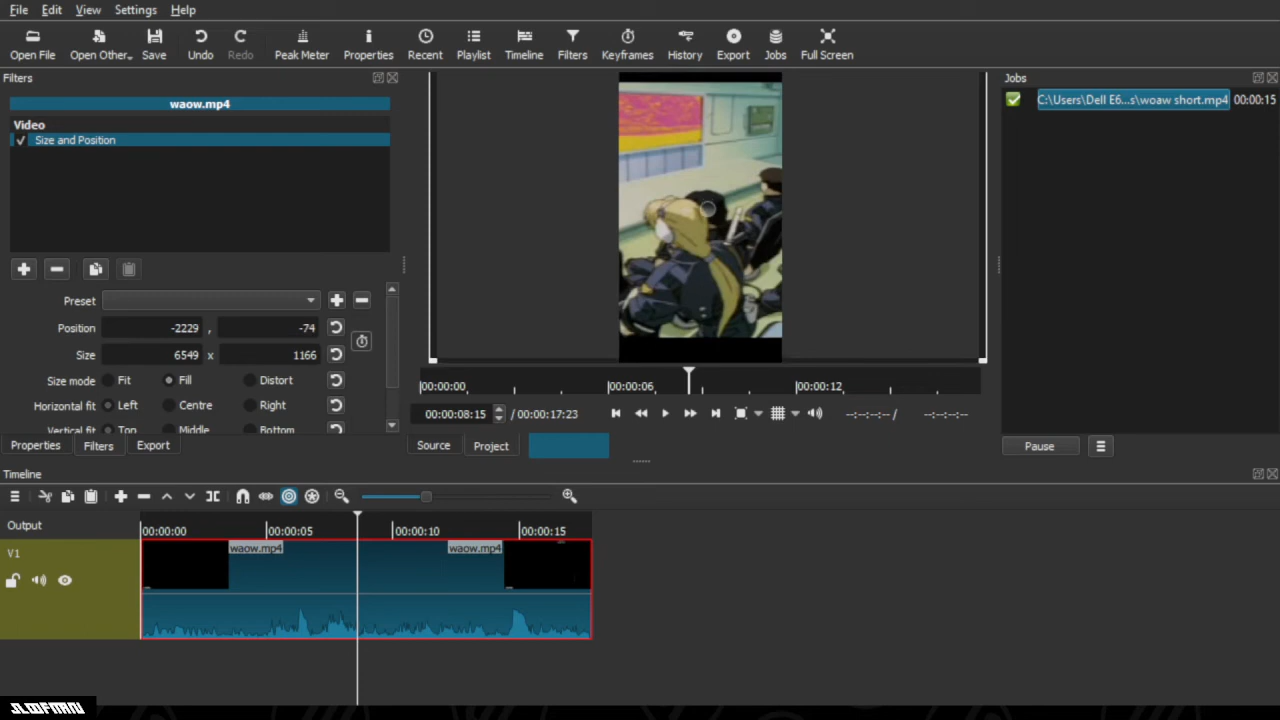 File Edit View Settings Help
Open File Open Other... Save Undo Redo Peak Meter Properties Recent Playlist Timeline Filters Keyframes History Export Jobs Full Screen
Filters
waow.mp4
Video
Size and Position
Preset
Position -2229 , -74
Size 6549 x 1166
Size mode Fit Fill Distort
Horizontal fit Left Centre Right
Vertical fit Top Middle Bottom
Properties Filters Export
00:00:00 00:00:06 00:00:12
00:00:08:15 / 00:00:17:23 --:--:--:-- / --:--:--:--
Source Project
Jobs
C:\Users\Dell E6...s\woaw short.mp4 00:00:15
Pause
Timeline
Output 00:00:00 00:00:05 00:00:10 00:00:15
V1 waow.mp4 waow.mp4